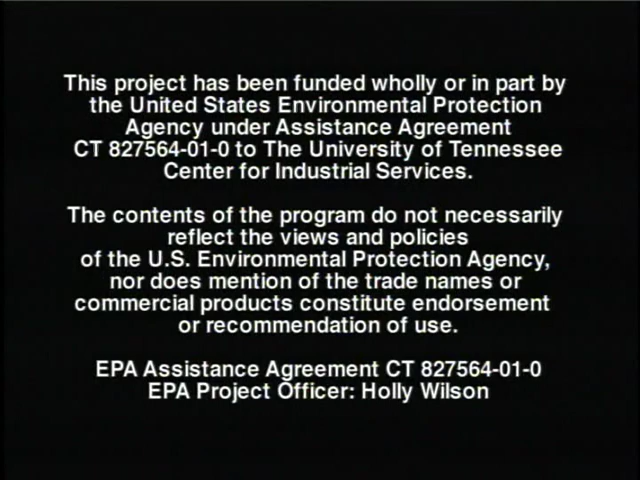 This project has been funded wholly or in part by
the United States Environmental Protection
Agency under Assistance Agreement
CT 827564-01-0 to The University of Tennessee
Center for Industrial Services.
The contents of the program do not necessarily
reflect the views and policies
of the U.S. Environmental Protection Agency,
nor does mention of the trade names or
commercial products constitute endorsement
or recommendation of use.
EPA Assistance Agreement CT 827564-01-0
EPA Project Officer: Holly Wilson